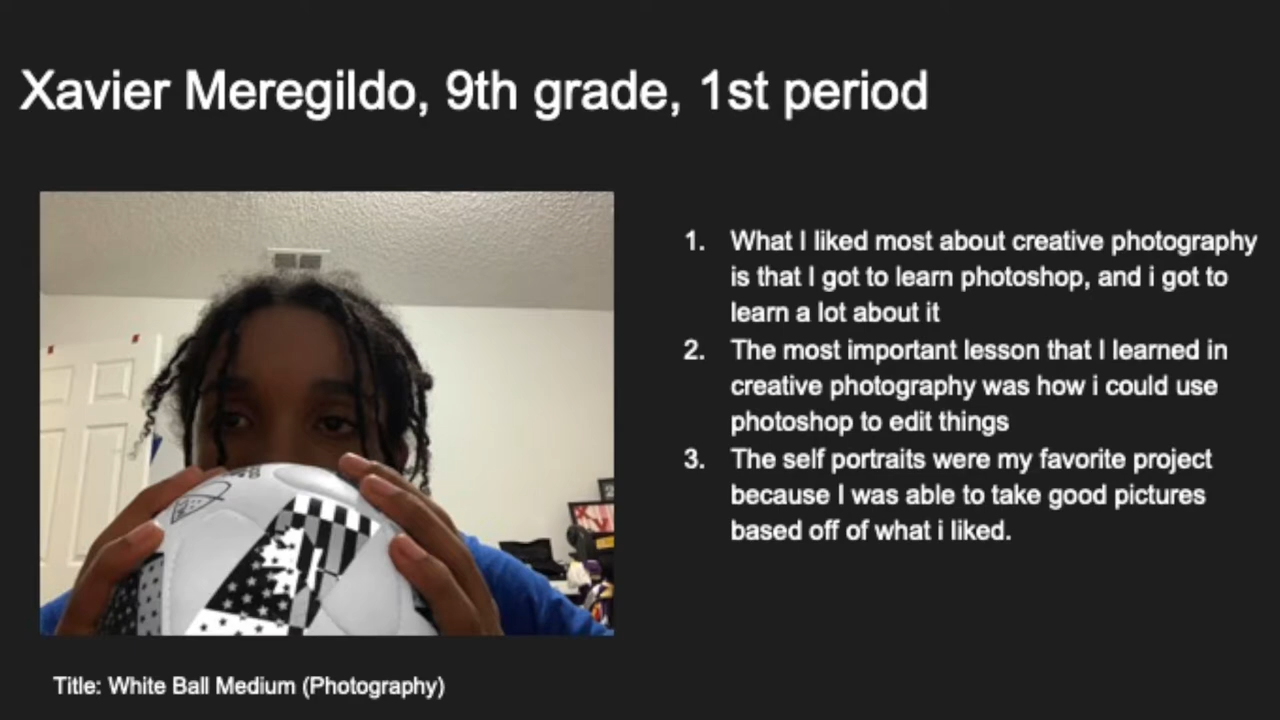 Xavier Meregildo, 9th grade, 1st period
1. What I liked most about creative photography
is that I got to learn photoshop, and i got to
learn a lot about it
2. The most important lesson that I learned in
creative photography was how i could use
photoshop to edit things
3. The self portraits were my favorite project
because I was able to take good pictures
based off of what i liked.
Title: White Ball Medium (Photography)